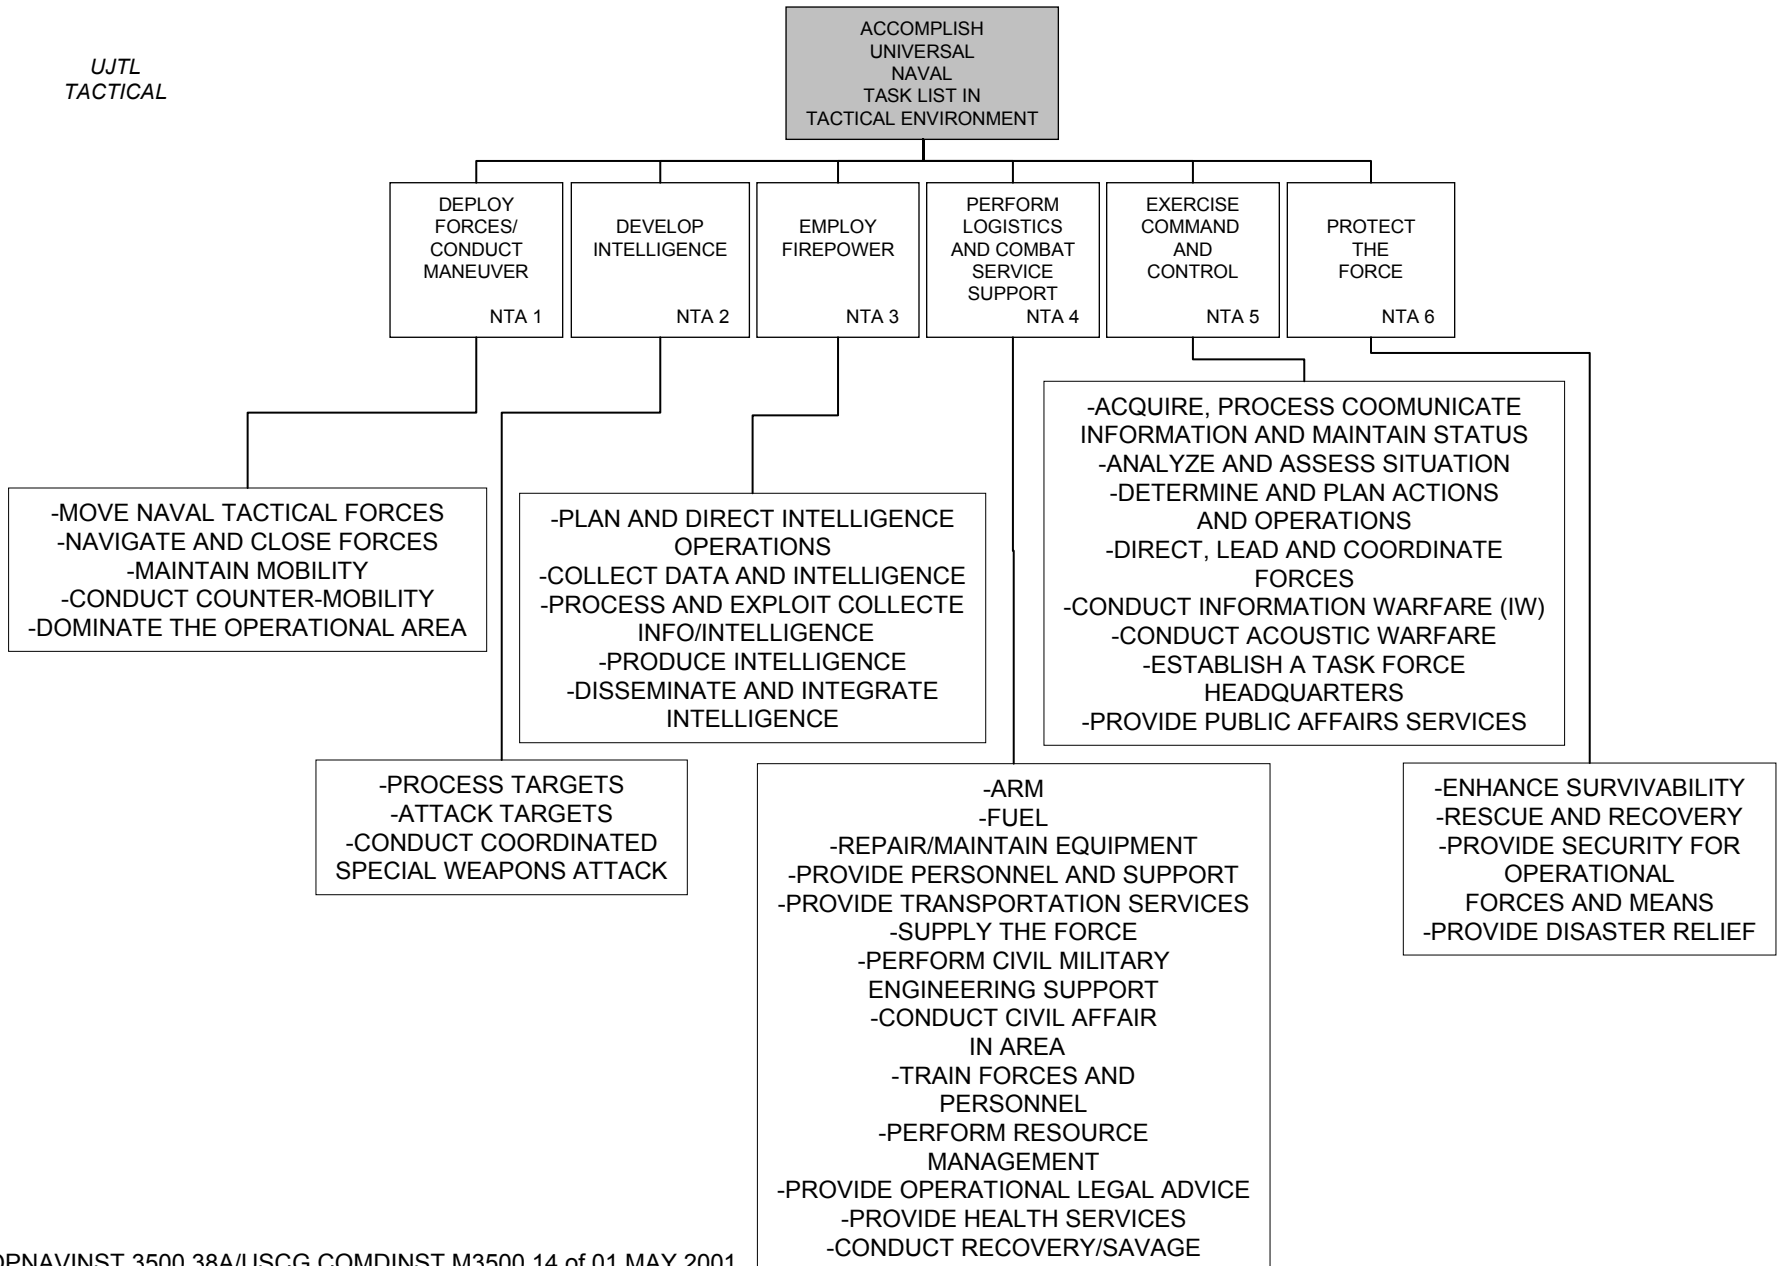 UJTL
TACTICAL
ACCOMPLISH
UNIVERSAL
NAVAL
TASK LIST IN
TACTICAL ENVIRONMENT
DEPLOY
FORCES/
CONDUCT
MANEUVER
NTA 1
DEVELOP
INTELLIGENCE
NTA 2
EMPLOY
FIREPOWER
NTA 3
PERFORM
LOGISTICS
AND COMBAT
SERVICE
SUPPORT
NTA 4
EXERCISE
COMMAND
AND
CONTROL
NTA 5
PROTECT
THE
FORCE
NTA 6
-MOVE NAVAL TACTICAL FORCES
-NAVIGATE AND CLOSE FORCES
-MAINTAIN MOBILITY
-CONDUCT COUNTER-MOBILITY
-DOMINATE THE OPERATIONAL AREA
-PLAN AND DIRECT INTELLIGENCE
OPERATIONS
-COLLECT DATA AND INTELLIGENCE
-PROCESS AND EXPLOIT COLLECTE
INFO/INTELLIGENCE
-PRODUCE INTELLIGENCE
-DISSEMINATE AND INTEGRATE
INTELLIGENCE
-ACQUIRE, PROCESS COOMUNICATE
INFORMATION AND MAINTAIN STATUS
-ANALYZE AND ASSESS SITUATION
-DETERMINE AND PLAN ACTIONS
AND OPERATIONS
-DIRECT, LEAD AND COORDINATE
FORCES
-CONDUCT INFORMATION WARFARE (IW)
-CONDUCT ACOUSTIC WARFARE
-ESTABLISH A TASK FORCE
HEADQUARTERS
-PROVIDE PUBLIC AFFAIRS SERVICES
-PROCESS TARGETS
-ATTACK TARGETS
-CONDUCT COORDINATED
SPECIAL WEAPONS ATTACK
-ARM
-FUEL
-REPAIR/MAINTAIN EQUIPMENT
-PROVIDE PERSONNEL AND SUPPORT
-PROVIDE TRANSPORTATION SERVICES
-SUPPLY THE FORCE
-PERFORM CIVIL MILITARY
ENGINEERING SUPPORT
-CONDUCT CIVIL AFFAIR
IN AREA
-TRAIN FORCES AND
PERSONNEL
-PERFORM RESOURCE
MANAGEMENT
-PROVIDE OPERATIONAL LEGAL ADVICE
-PROVIDE HEALTH SERVICES
-CONDUCT RECOVERY/SAVAGE
-ENHANCE SURVIVABILITY
-RESCUE AND RECOVERY
-PROVIDE SECURITY FOR
OPERATIONAL
FORCES AND MEANS
-PROVIDE DISASTER RELIEF
OPNAVINST 3500.38A/USCG COMDINST M3500.14 of 01 MAY 2001